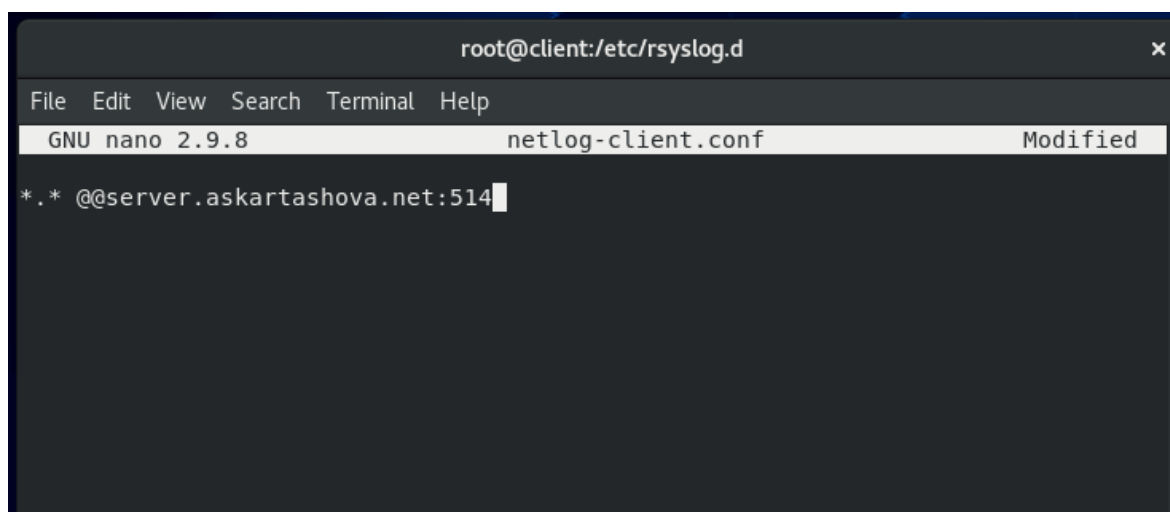 root@client:/etc/rsyslog.d ×
File Edit View Search Terminal Help
GNU nano 2.9.8 netlog-client.conf Modified
*.* @@server.askartashova.net:514